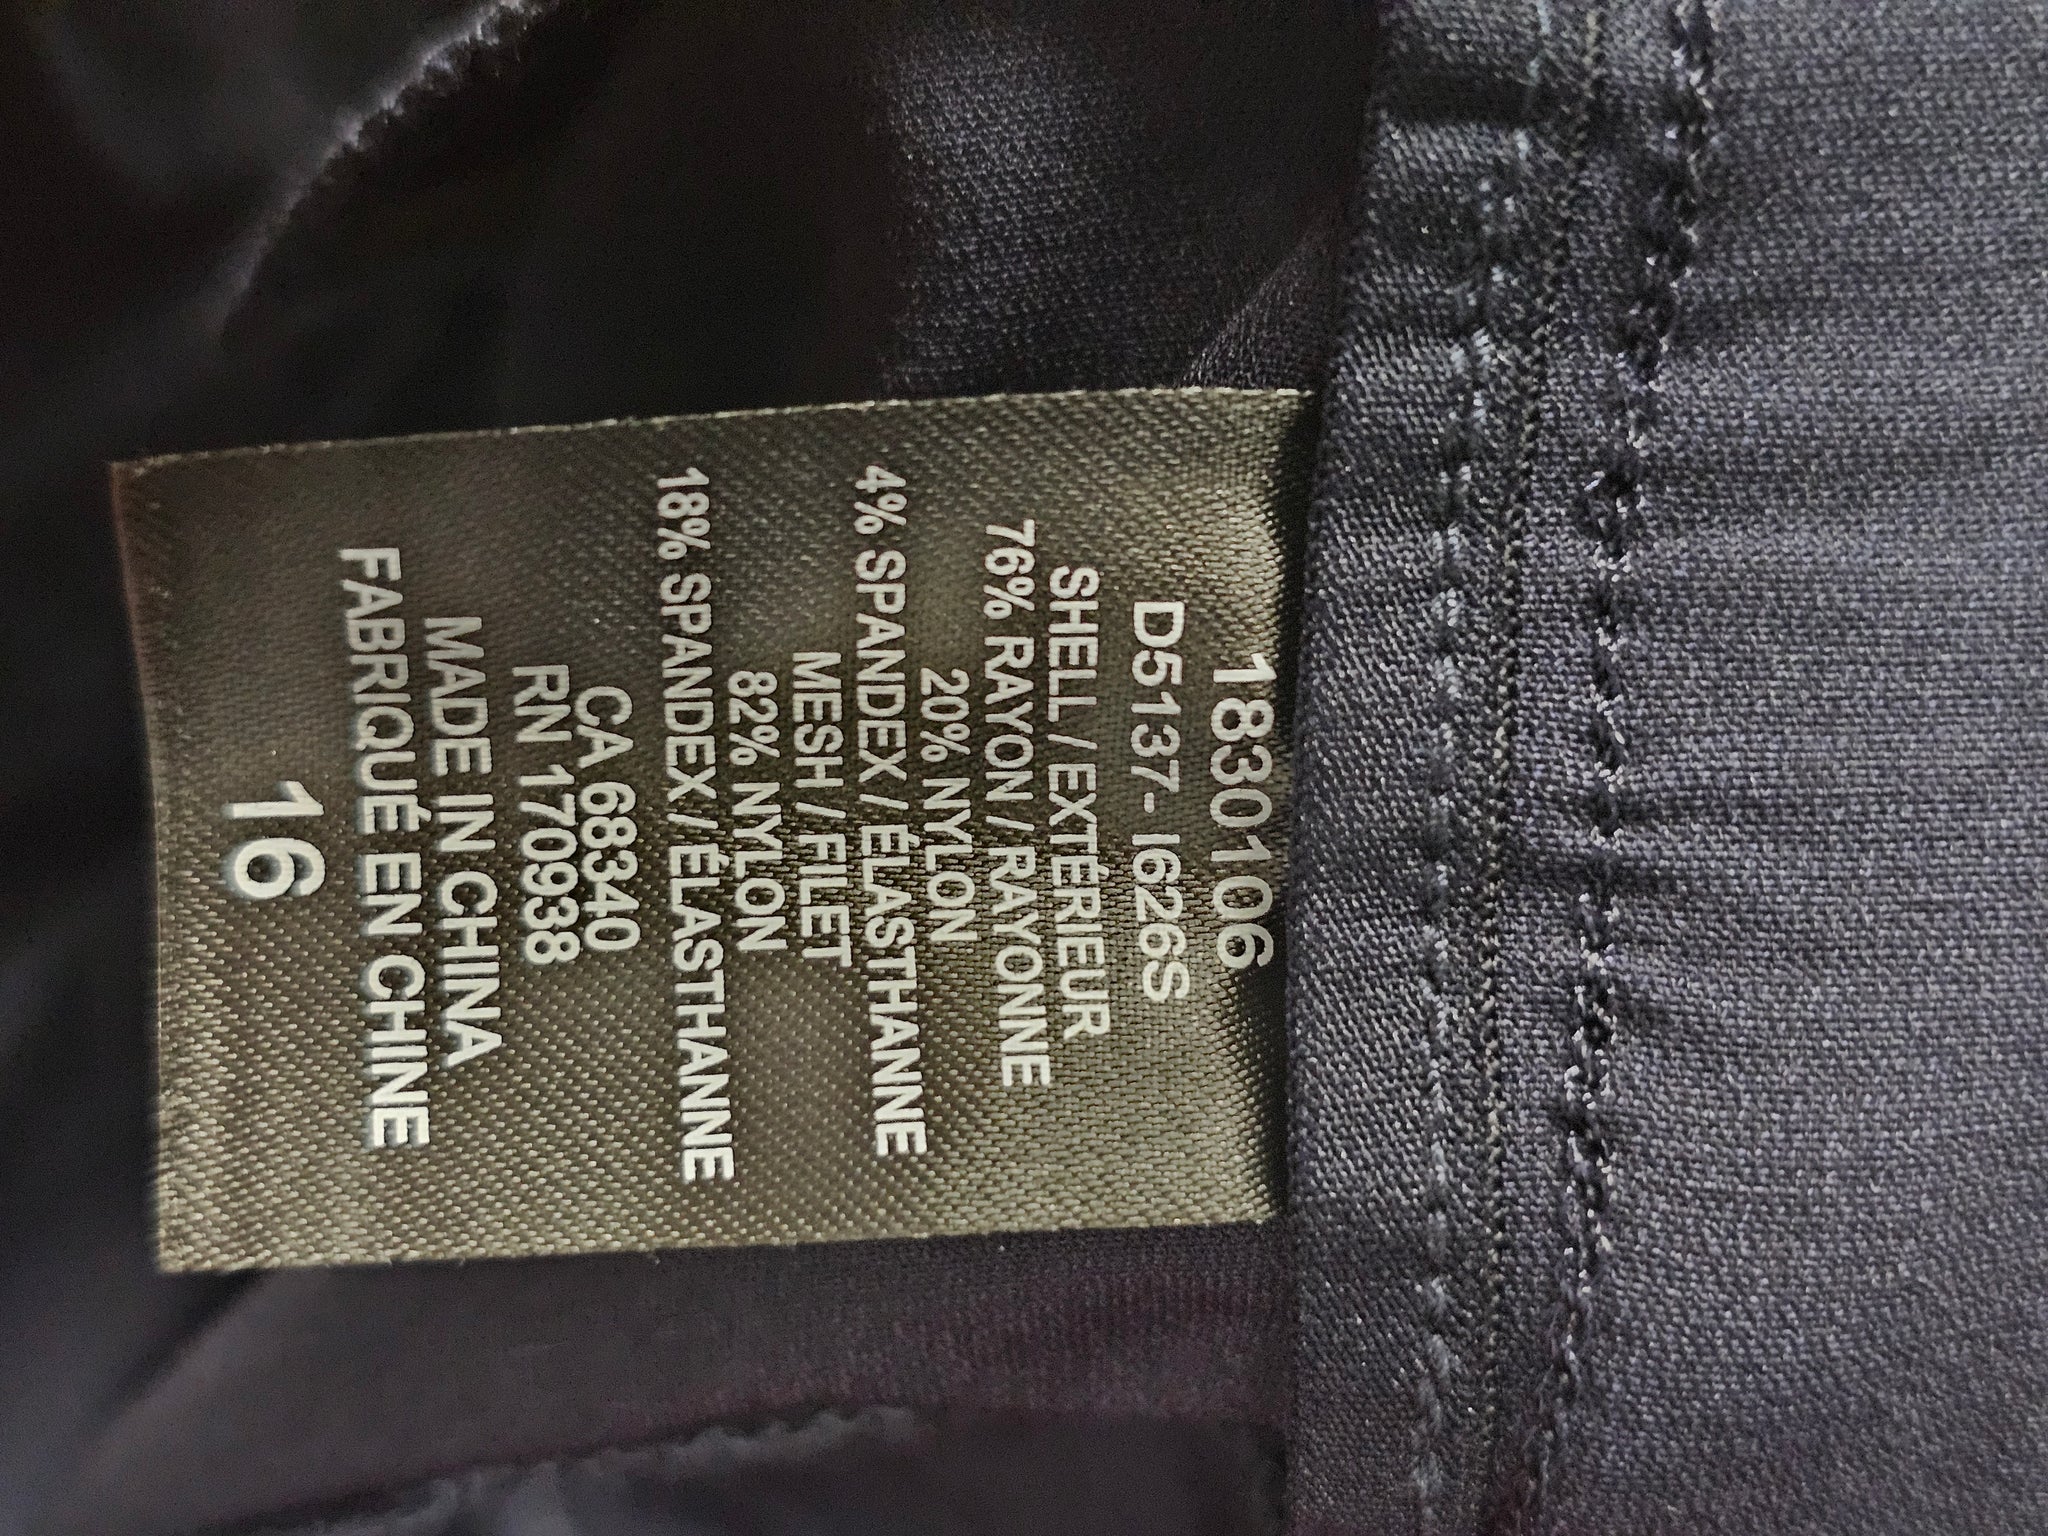 1830106
D5137-I626S
SHELL / EXTÉRIEUR
76% RAYON / RAYONNE
20% NYLON
4% SPANDEX / ÉLASTHANNE
MESH / FILET
82% NYLON
18% SPANDEX / ÉLASTHANNE
CA 68340
RN 170938
MADE IN CHINA
FABRIQUÉ EN CHINE
16